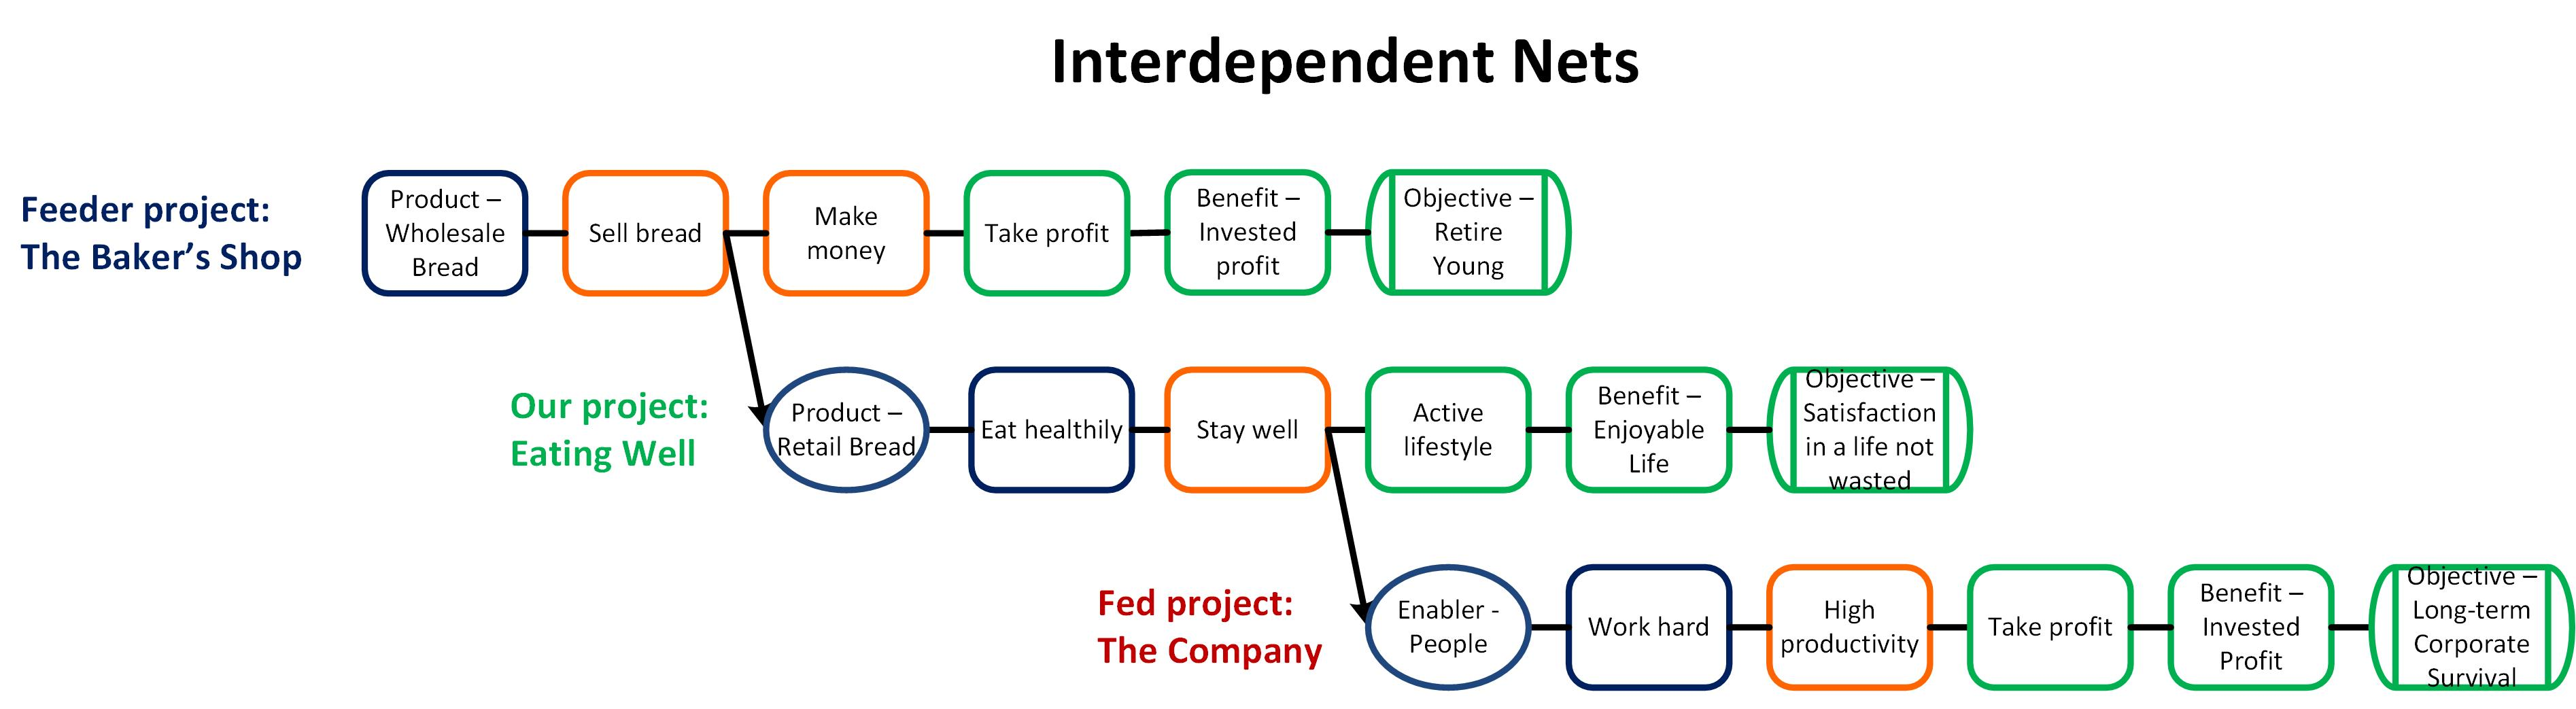 Interdependent Nets
Feeder project:
The Baker’s Shop
Product –
Wholesale
Bread
Sell bread
Make
money
Take profit
Benefit –
Invested
profit
Objective –
Retire
Young
Our project:
Eating Well
Product –
Retail Bread
Eat healthily
Stay well
Active
lifestyle
Benefit –
Enjoyable
Life
Objective –
Satisfaction
in a life not
wasted
Fed project:
The Company
Enabler -
People
Work hard
High
productivity
Take profit
Benefit –
Invested
Profit
Objective –
Long-term
Corporate
Survival